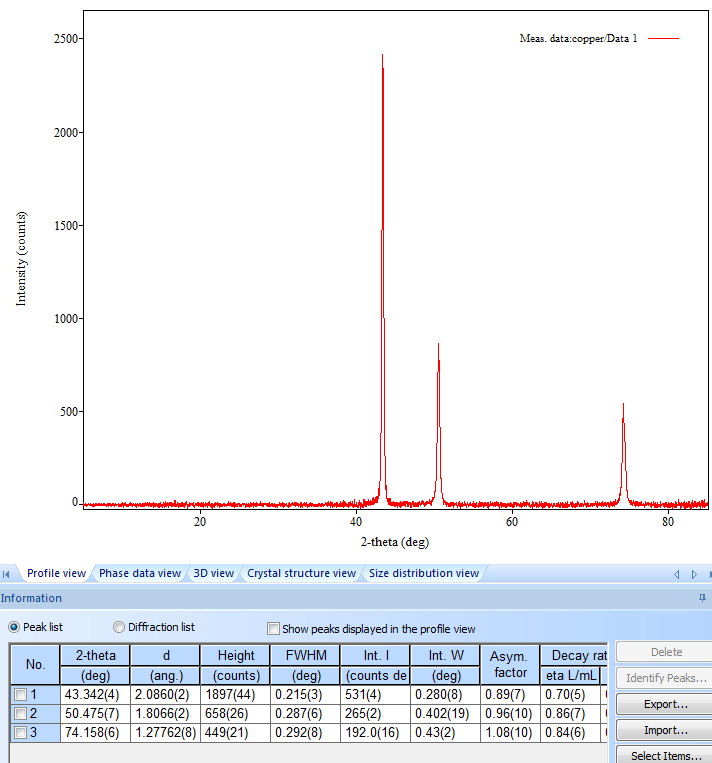 2500
Meas. data:copper/Data 1
2000
1500
Intensity (counts)
1000
500
0
20 40 60 80
2-theta (deg)
Profile view Phase data view 3D view Crystal structure view Size distribution view
Information
Peak list Diffraction list Show peaks displayed in the profile view
No. 2-theta (deg) d (ang.) Height (counts) FWHM (deg) Int. I (counts de Int. W (deg) Asym. factor Decay rat eta L/mL
1 43.342(4) 2.0860(2) 1897(44) 0.215(3) 531(4) 0.280(8) 0.89(7) 0.70(5)
2 50.475(7) 1.8066(2) 658(26) 0.287(6) 265(2) 0.402(19) 0.96(10) 0.86(7)
3 74.158(6) 1.27762(8) 449(21) 0.292(8) 192.0(16) 0.43(2) 1.08(10) 0.84(6)
Delete
Identify Peaks...
Export...
Import...
Select Items...